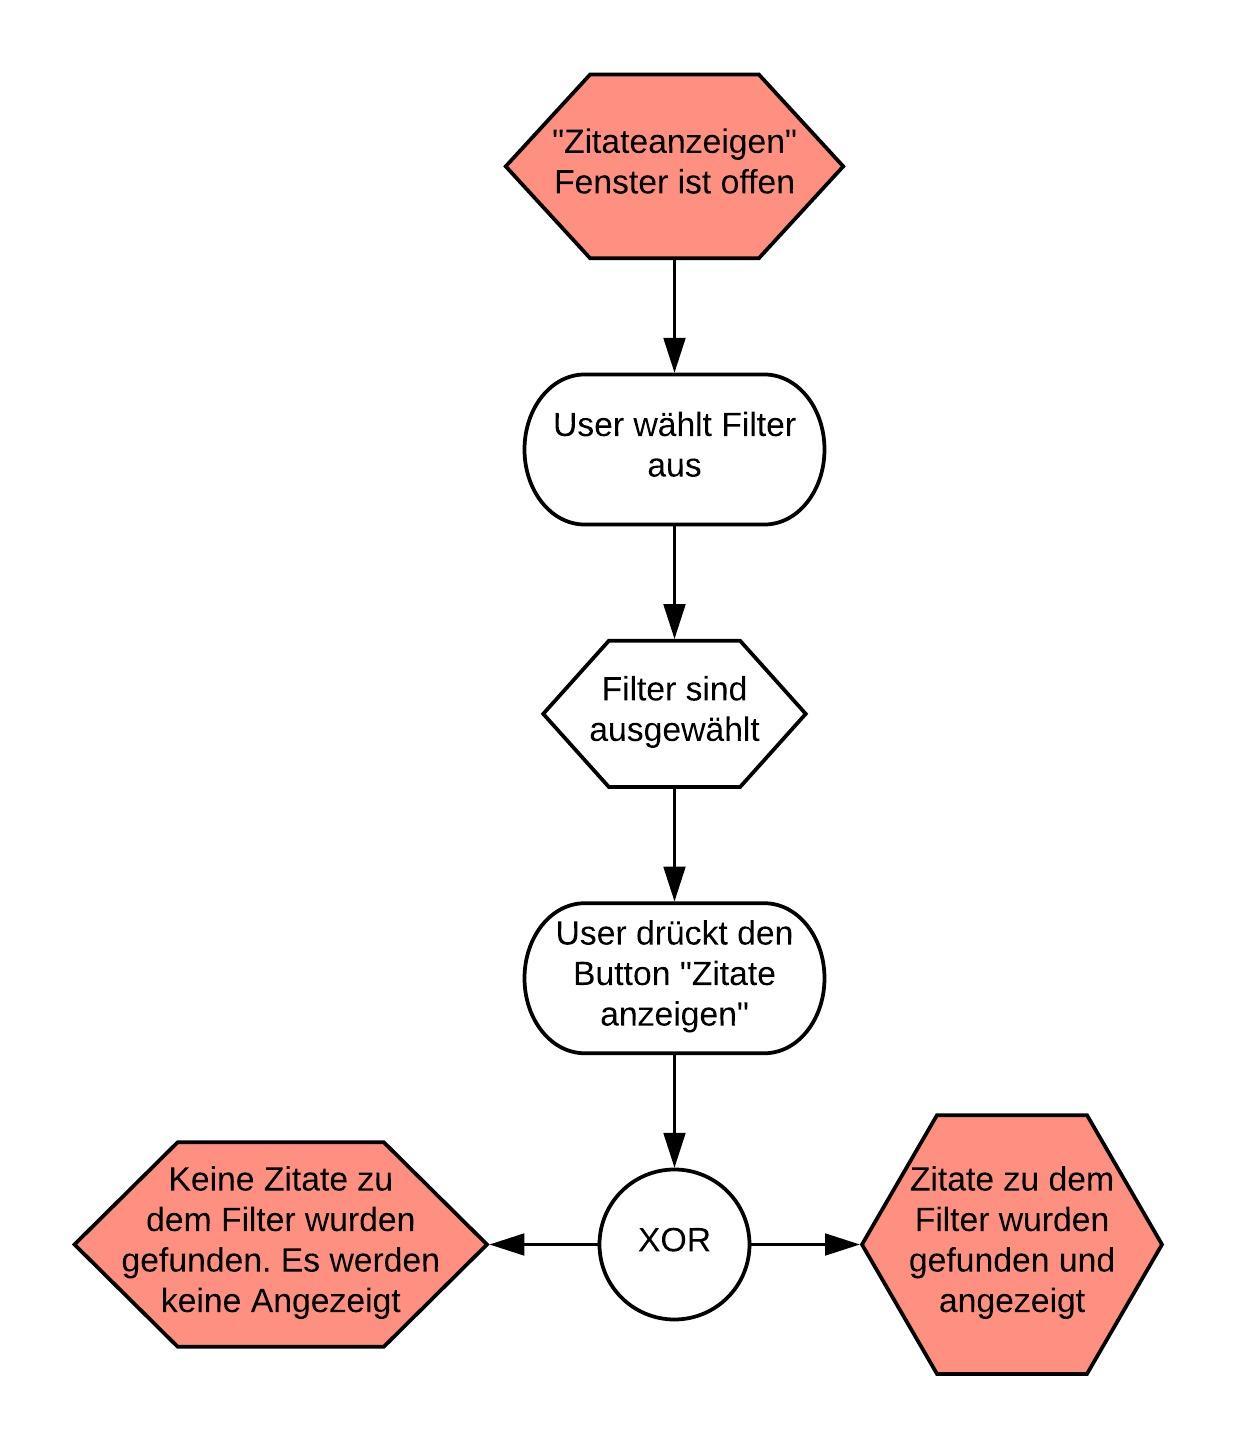 "Zitateanzeigen"
Fenster ist offen
User wählt Filter
aus
Filter sind
ausgewählt
User drückt den
Button "Zitate
anzeigen"
XOR
Keine Zitate zu
dem Filter wurden
gefunden. Es werden
keine Angezeigt
Zitate zu dem
Filter wurden
gefunden und
angezeigt